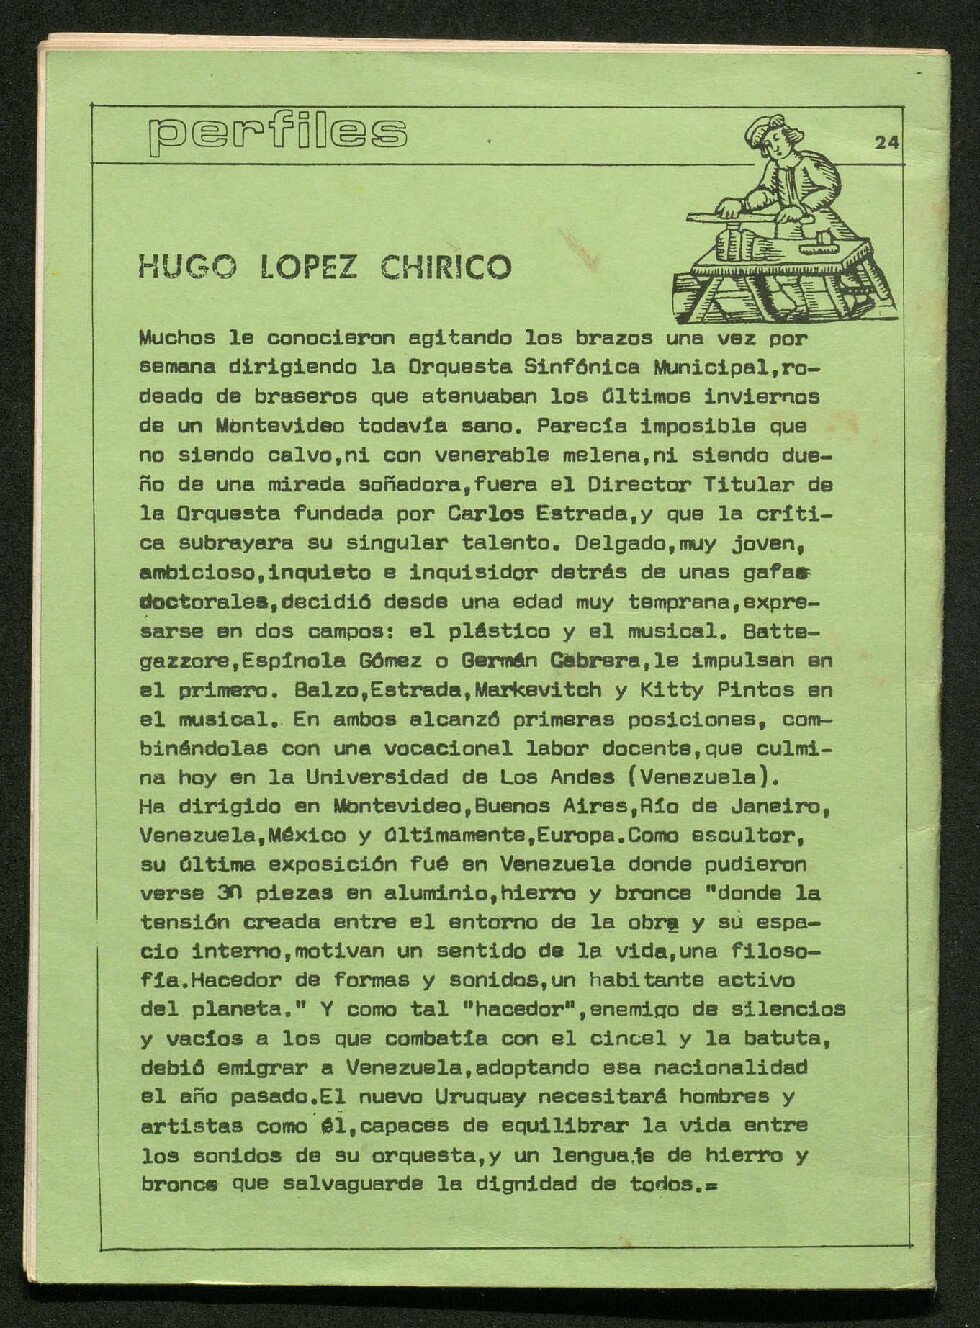 perfiles
24
HUGO LOPEZ CHIRICO
Muchos le conocieron agitando los brazos una vez por
semana dirigiendo la Orquesta Sinfónica Municipal,ro-
deado de braseros que atenuaban los últimos inviernos
de un Montevideo todavía sano. Parecía imposible que
no siendo calvo,ni con venerable melena,ni siendo due-
ño de una mirada soñadora,fuera el Director Titular de
la Orquesta fundada por Carlos Estrada,y que la críti-
ca subrayara su singular talento. Delgado,muy joven,
ambicioso,inquieto e inquisidor detrás de unas gafas
doctorales,decidió desde una edad muy temprana,expre-
sarse en dos campos: el plástico y el musical. Batte-
gazzore,Espínola Gómez o Germán Cabrera,le impulsan en
el primero. Balzo,Estrada,Markevitch y Kitty Pintos en
el musical. En ambos alcanzó primeras posiciones, com-
binándolas con una vocacional labor docente,que culmi-
na hoy en la Universidad de Los Andes (Venezuela).
Ha dirigido en Montevideo,Buenos Aires,Río de Janeiro,
Venezuela,México y últimamente,Europa.Como escultor,
su última exposición fué en Venezuela donde pudieron
verse 30 piezas en aluminio,hierro y bronce "donde la
tensión creada entre el entorno de la obra y su espa-
cio interno,motivan un sentido de la vida,una filoso-
fía.Hacedor de formas y sonidos,un habitante activo
del planeta." Y como tal "hacedor",enemigo de silencios
y vacíos a los que combatía con el cincel y la batuta,
debió emigrar a Venezuela,adoptando esa nacionalidad
el año pasado.El nuevo Uruguay necesitará hombres y
artistas como él,capaces de equilibrar la vida entre
los sonidos de su orquesta,y un lenguaje de hierro y
bronce que salvaguarde la dignidad de todos.=